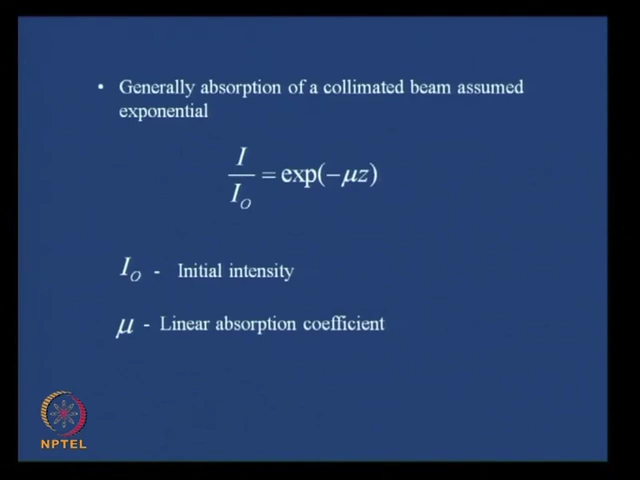 • Generally absorption of a collimated beam assumed
exponential
I / I_O = exp(−μz)
I_O - Initial intensity
μ - Linear absorption coefficient
NPTEL